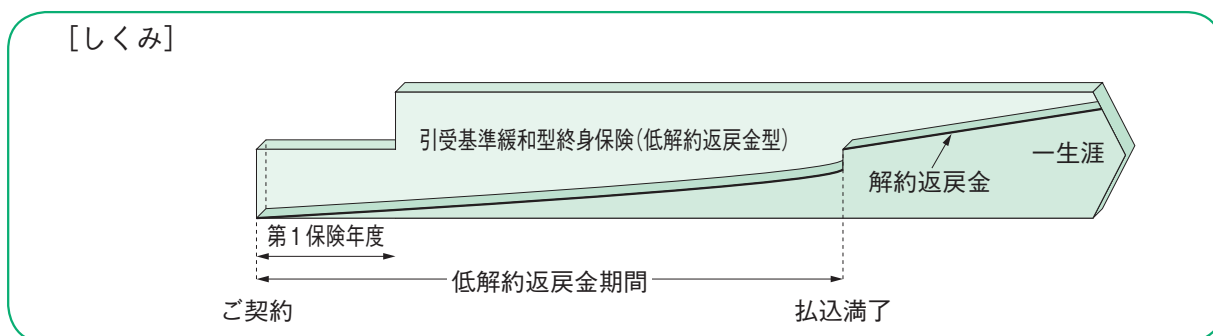 [しくみ]
引受基準緩和型終身保険(低解約返戻金型)
一生涯
解約返戻金
第1保険年度
低解約返戻金期間
ご契約
払込満了